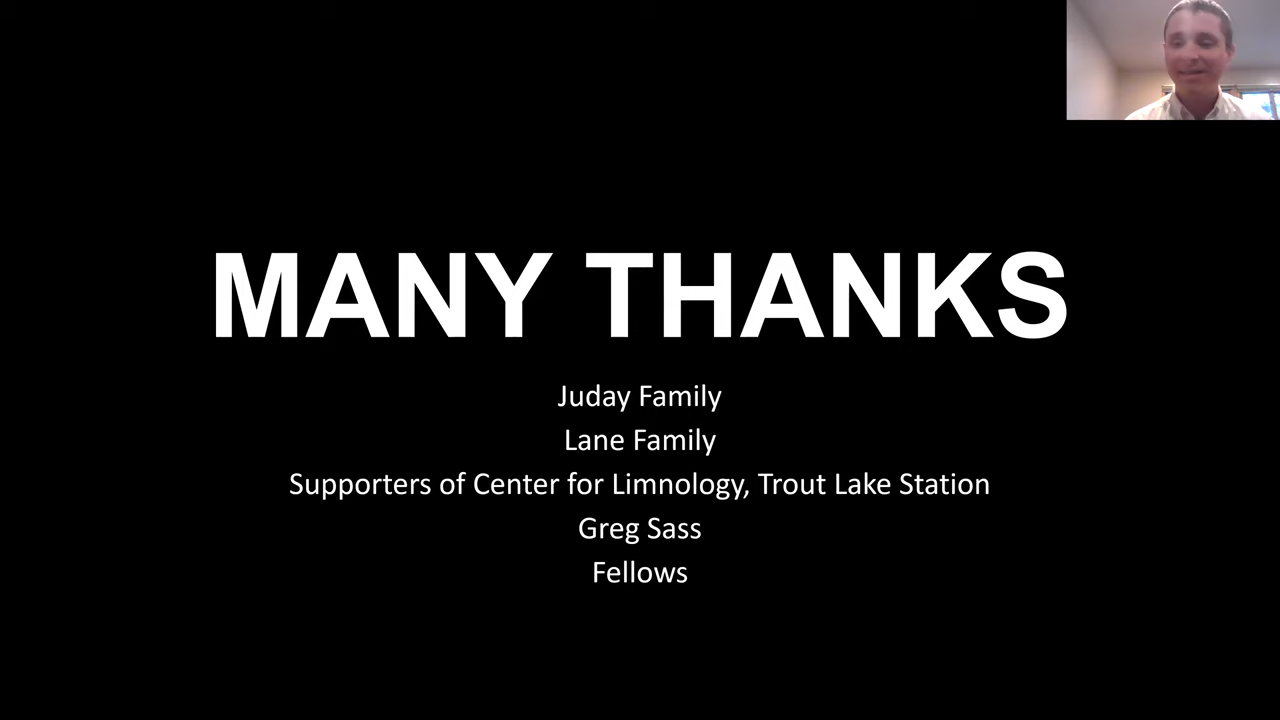 MANY THANKS
Juday Family
Lane Family
Supporters of Center for Limnology, Trout Lake Station
Greg Sass
Fellows